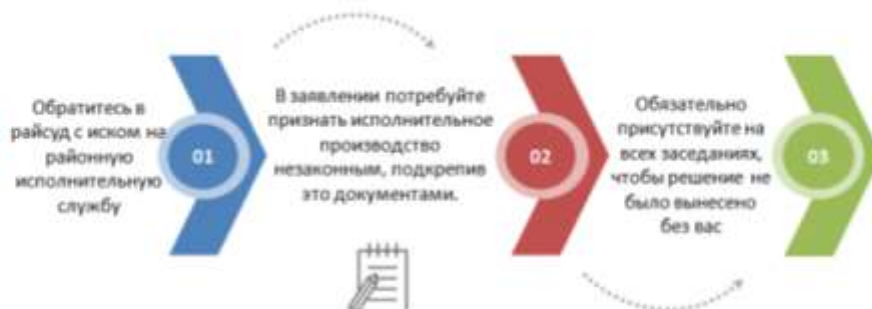 Обратитесь в
райсуд с иском на
районную
исполнительную
службу
01
В заявлении потребуйте
признать исполнительное
производство
незаконным, подкрепив
это документами.
02
Обязательно
присутствуйте на
всех заседаниях,
чтобы решение не
было вынесено
без вас
03